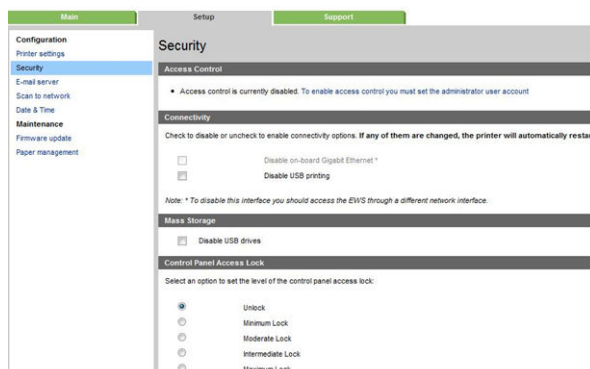 Main
Setup
Support
Configuration
Printer settings
Security
E-mail server
Scan to network
Date & Time
Maintenance
Firmware update
Paper management
Security
Access Control
Access control is currently disabled. To enable access control you must set the administrator user account
Connectivity
Check to disable or uncheck to enable connectivity options. If any of them are changed, the printer will automatically resta
Disable on-board Gigabit Ethernet *
Disable USB printing
Note: * To disable this interface you should access the EWS through a different network interface.
Mass Storage
Disable USB drives
Control Panel Access Lock
Select an option to set the level of the control panel access lock:
Unlock
Minimum Lock
Moderate Lock
Intermediate Lock
Maximum Lock